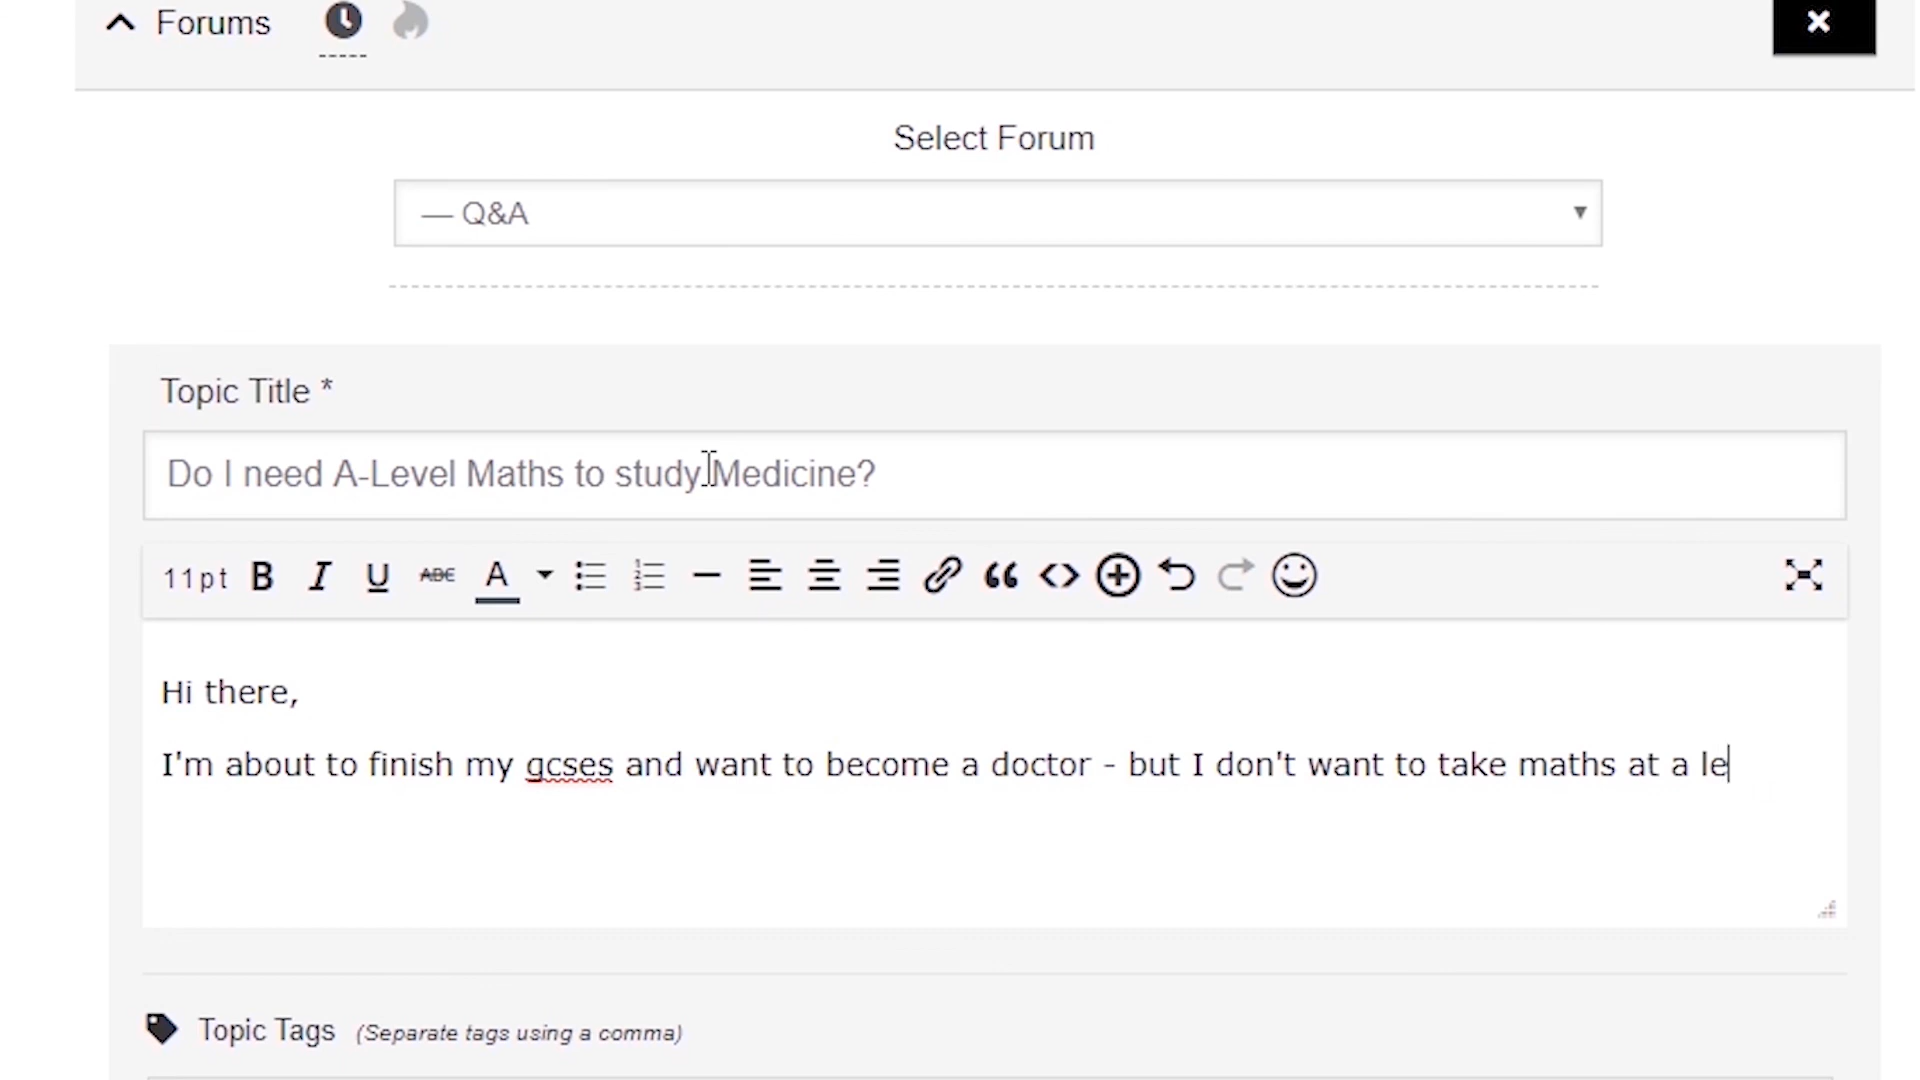 Forums
Select Forum
— Q&A
Topic Title *
Do I need A-Level Maths to study Medicine?
11pt B I U ABC A
Hi there,
I'm about to finish my gcses and want to become a doctor - but I don't want to take maths at a le
Topic Tags (Separate tags using a comma)